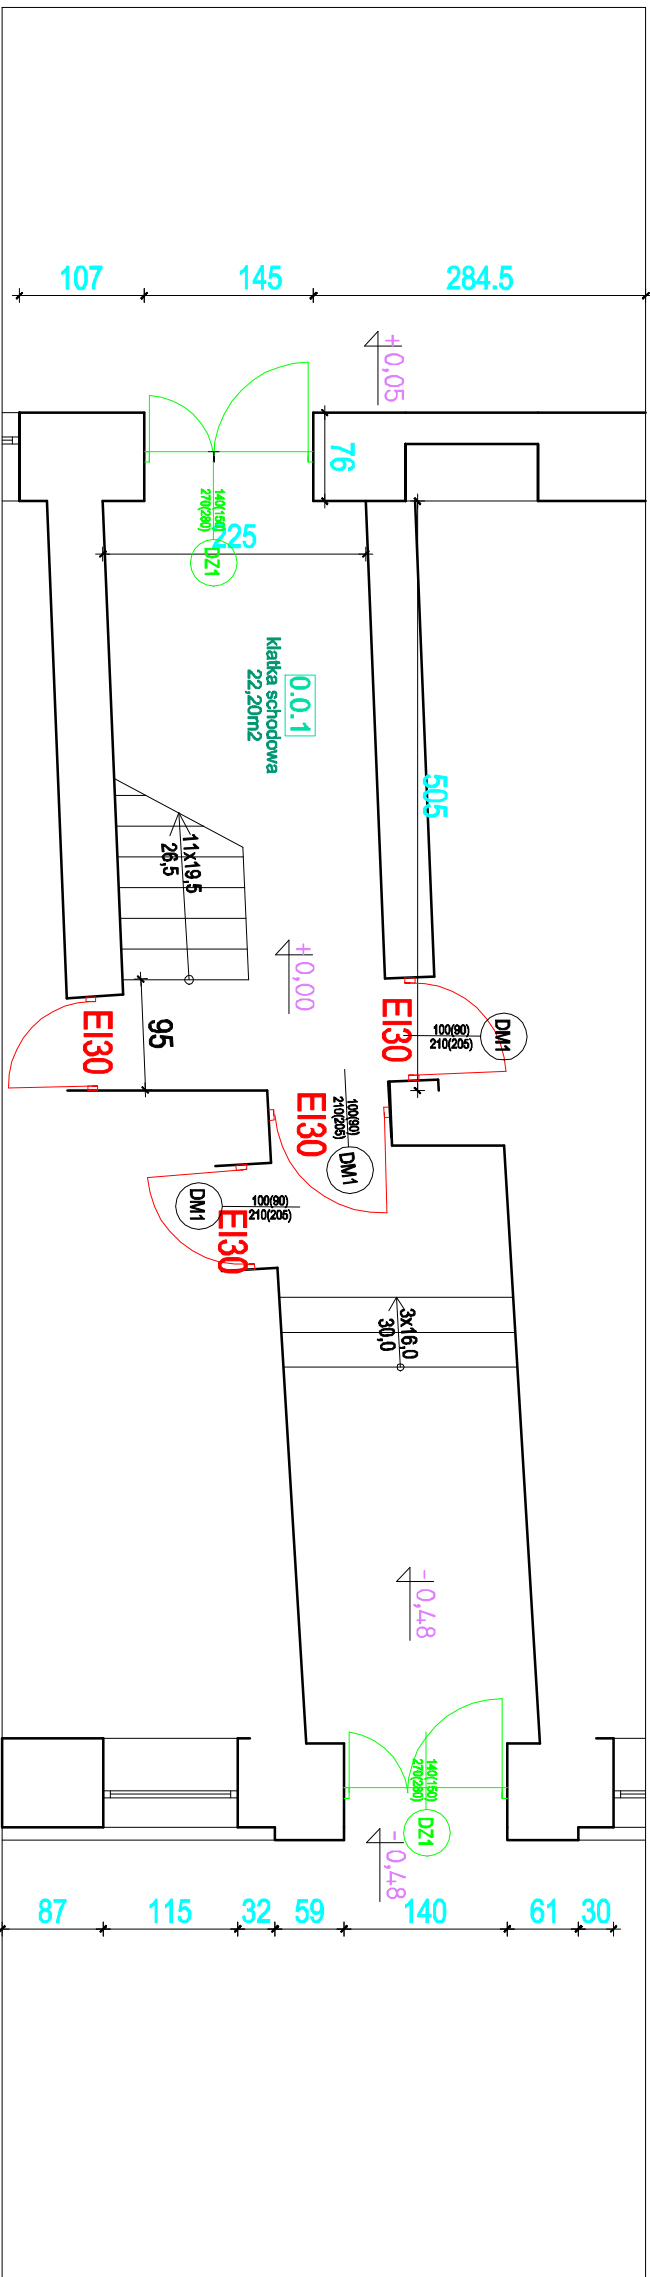 107
145
284.5
+0,05
76
140(150)
270(280)
225
DZ1
0.0.1
klatka schodowa
22,20m2
505
11x19,5
26,5
+0,00
95
EI30
EI30
100(90)
210(205)
DM1
EI30
100(90)
210(205)
DM1
DM1
100(90)
210(205)
EI30
3x16,0
30,0
- 0,48
140(150)
270(280)
DZ1
- 0,48
87
115
32
59
140
61
30